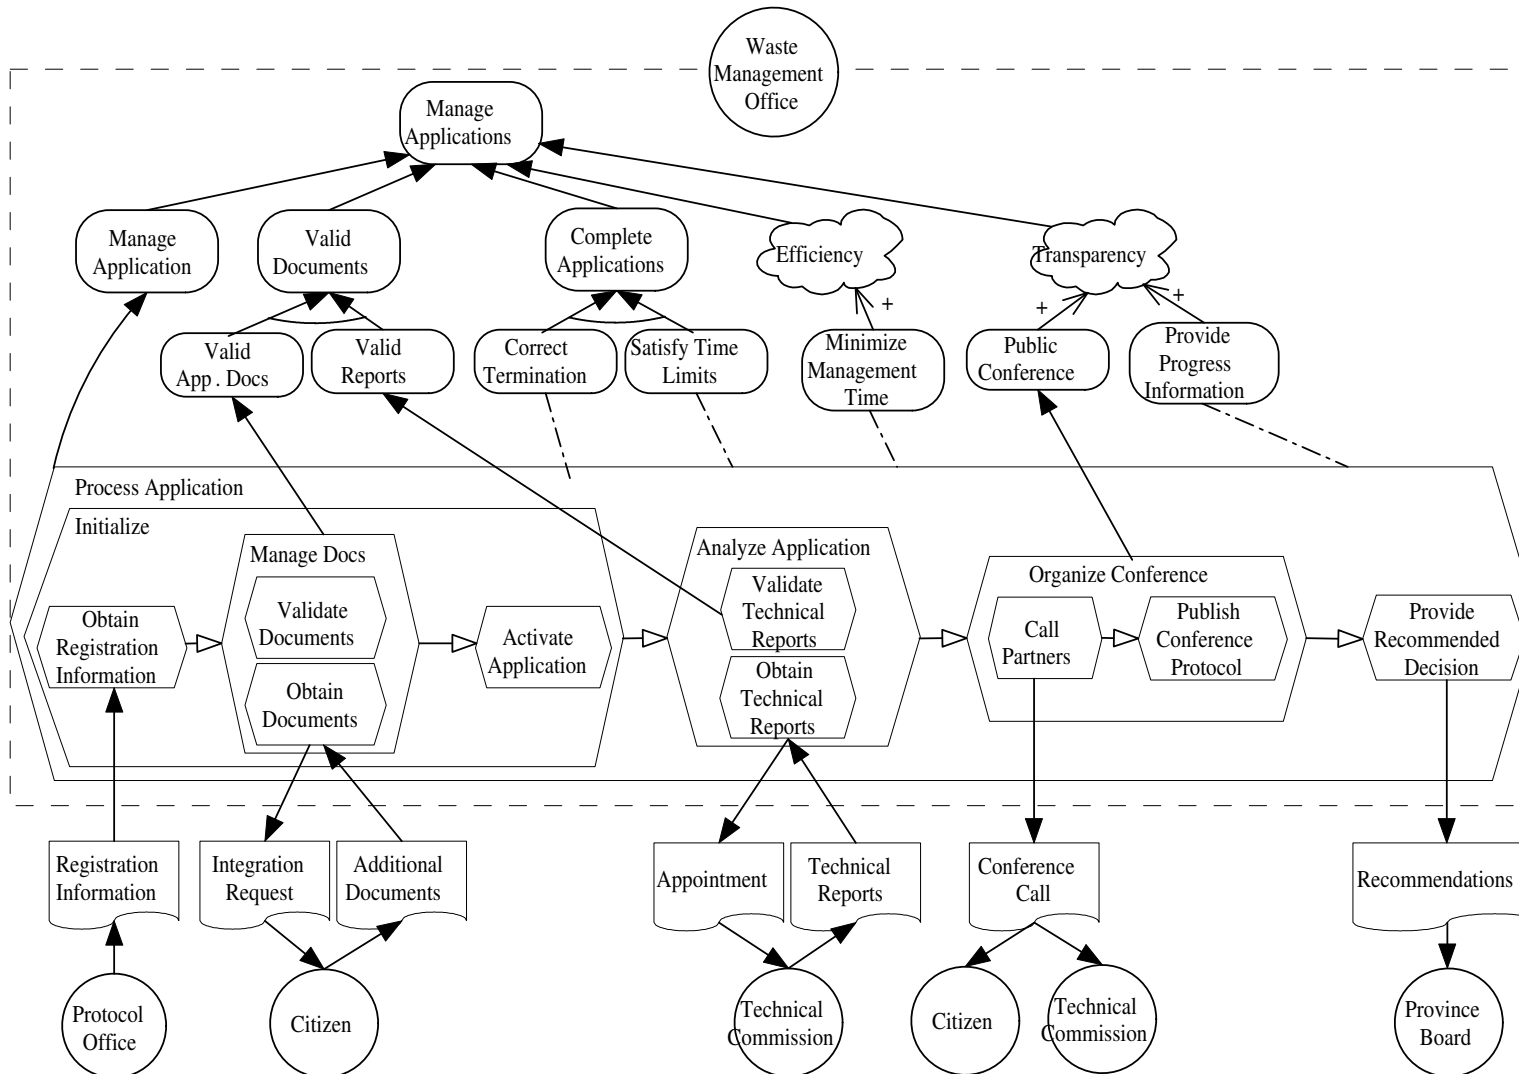 Waste
Management
Office
Manage
Applications
Manage
Application
Valid
Documents
Complete
Applications
Efficiency
Transparency
+
+
+
Valid
App . Docs
Valid
Reports
Correct
Termination
Satisfy Time
Limits
Minimize
Management
Time
Public
Conference
Provide
Progress
Information
Process Application
Initialize
Manage Docs
Obtain
Registration
Information
Validate
Documents
Obtain
Documents
Activate
Application
Analyze Application
Validate
Technical
Reports
Obtain
Technical
Reports
Organize Conference
Call
Partners
Publish
Conference
Protocol
Provide
Recommended
Decision
Registration
Information
Integration
Request
Additional
Documents
Appointment
Technical
Reports
Conference
Call
Recommendations
Protocol
Office
Citizen
Technical
Commission
Citizen
Technical
Commission
Province
Board